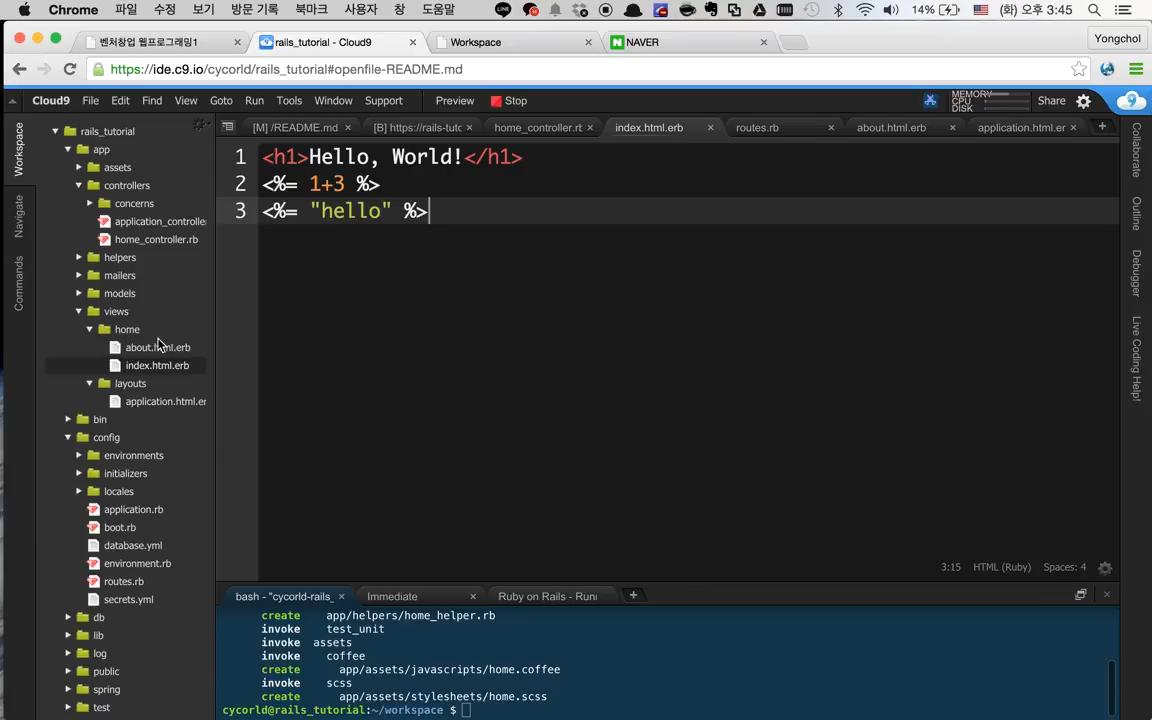 Chrome 파일 수정 보기 방문 기록 북마크 사용자 창 도움말 14% (화) 오후 3:45
벤처창업 웹프로그래밍1 rails_tutorial - Cloud9 Workspace NAVER Yongchol
https://ide.c9.io/cycorld/rails_tutorial#openfile-README.md
Cloud9 File Edit Find View Goto Run Tools Window Support Preview Stop MEMORY CPU DISK Share
[M] /README.md [B] https://rails-tutc home_controller.rt index.html.erb routes.rb about.html.erb application.html.er
Workspace
Navigate
Commands
rails_tutorial
app
assets
controllers
concerns
application_controlle
home_controller.rb
helpers
mailers
models
views
home
about.html.erb
index.html.erb
layouts
application.html.er
bin
config
environments
initializers
locales
application.rb
boot.rb
database.yml
environment.rb
routes.rb
secrets.yml
db
lib
log
public
spring
test
1 <h1>Hello, World!</h1>
2 <%= 1+3 %>
3 <%= "hello" %>
3:15 HTML (Ruby) Spaces: 4
Collaborate
Outline
Debugger
Live Coding Help!
bash - "cycorld-rails_ Immediate Ruby on Rails - Runi
create app/helpers/home_helper.rb
invoke test_unit
invoke assets
invoke coffee
create app/assets/javascripts/home.coffee
invoke scss
create app/assets/stylesheets/home.scss
cycorld@rails_tutorial:~/workspace $